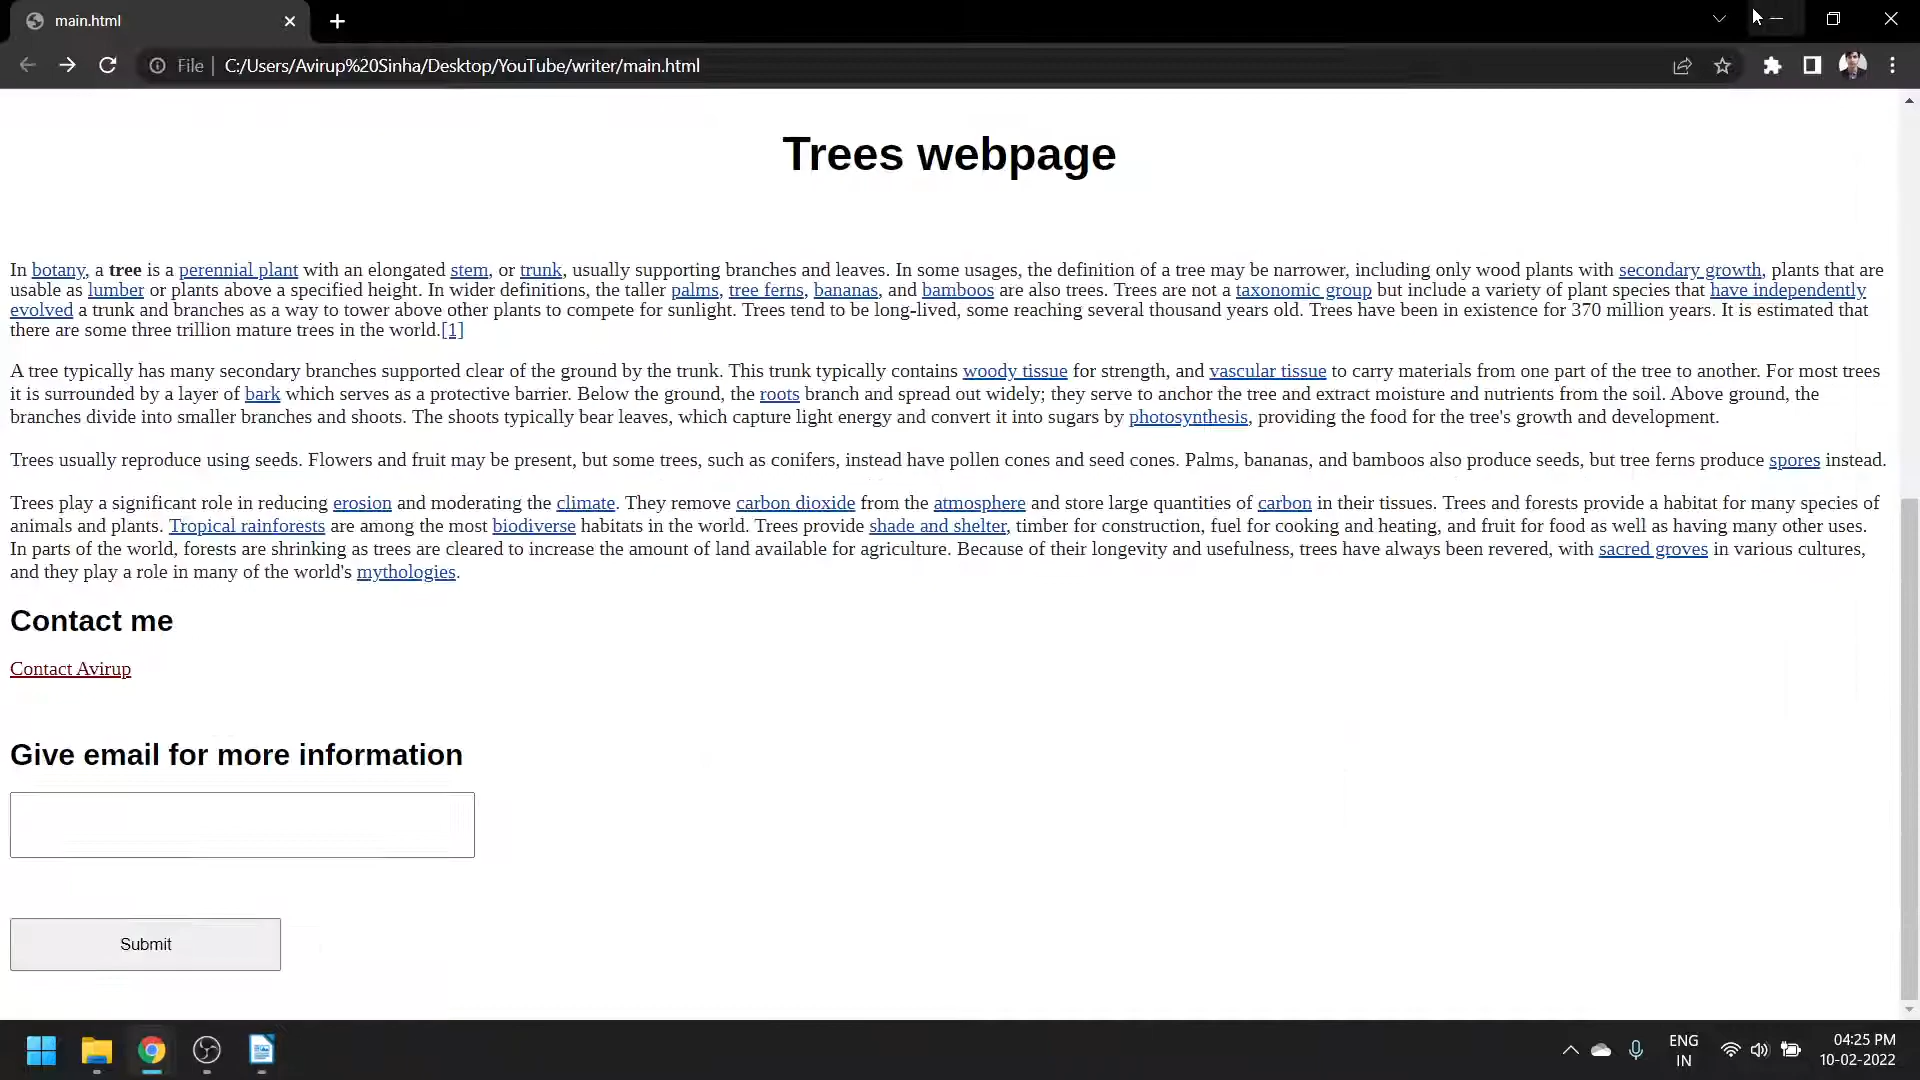 main.html
File
C:/Users/Avirup%20Sinha/Desktop/YouTube/writer/main.html
Trees webpage
In botany, a tree is a perennial plant with an elongated stem, or trunk, usually supporting branches and leaves. In some usages, the definition of a tree may be narrower, including only wood plants with secondary growth, plants that are
usable as lumber or plants above a specified height. In wider definitions, the taller palms, tree ferns, bananas, and bamboos are also trees. Trees are not a taxonomic group but include a variety of plant species that have independently
evolved a trunk and branches as a way to tower above other plants to compete for sunlight. Trees tend to be long-lived, some reaching several thousand years old. Trees have been in existence for 370 million years. It is estimated that
there are some three trillion mature trees in the world.[1]
A tree typically has many secondary branches supported clear of the ground by the trunk. This trunk typically contains woody tissue for strength, and vascular tissue to carry materials from one part of the tree to another. For most trees
it is surrounded by a layer of bark which serves as a protective barrier. Below the ground, the roots branch and spread out widely; they serve to anchor the tree and extract moisture and nutrients from the soil. Above ground, the
branches divide into smaller branches and shoots. The shoots typically bear leaves, which capture light energy and convert it into sugars by photosynthesis, providing the food for the tree's growth and development.
Trees usually reproduce using seeds. Flowers and fruit may be present, but some trees, such as conifers, instead have pollen cones and seed cones. Palms, bananas, and bamboos also produce seeds, but tree ferns produce spores instead.
Trees play a significant role in reducing erosion and moderating the climate. They remove carbon dioxide from the atmosphere and store large quantities of carbon in their tissues. Trees and forests provide a habitat for many species of
animals and plants. Tropical rainforests are among the most biodiverse habitats in the world. Trees provide shade and shelter, timber for construction, fuel for cooking and heating, and fruit for food as well as having many other uses.
In parts of the world, forests are shrinking as trees are cleared to increase the amount of land available for agriculture. Because of their longevity and usefulness, trees have always been revered, with sacred groves in various cultures,
and they play a role in many of the world's mythologies.
Contact me
Contact Avirup
Give email for more information
Submit
ENG
IN
04:25 PM
10-02-2022